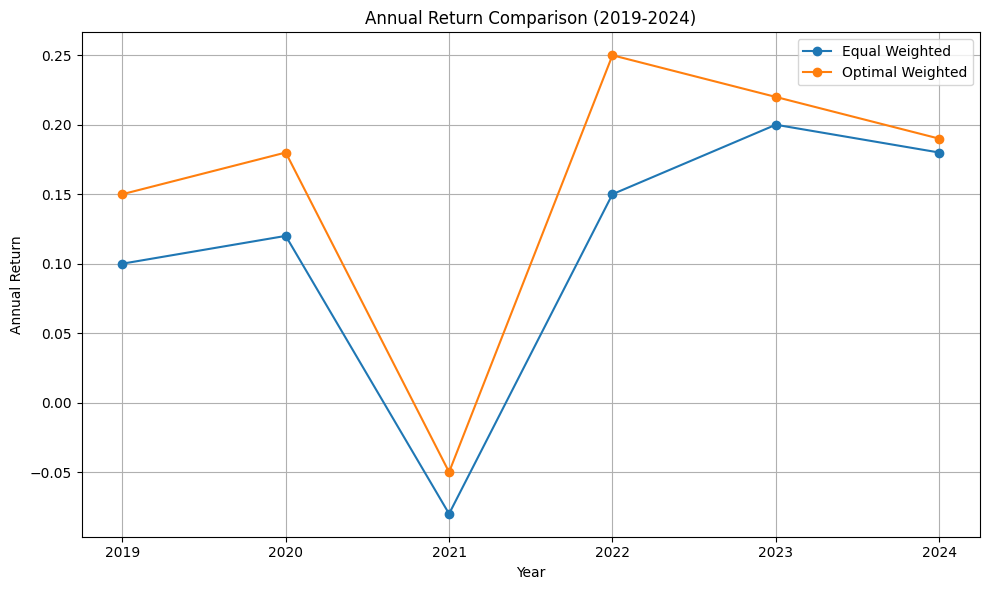 Annual Return Comparison (2019-2024)
Equal Weighted
Optimal Weighted
Annual Return
0.25
0.20
0.15
0.10
0.05
0.00
−0.05
2019 2020 2021 2022 2023 2024
Year